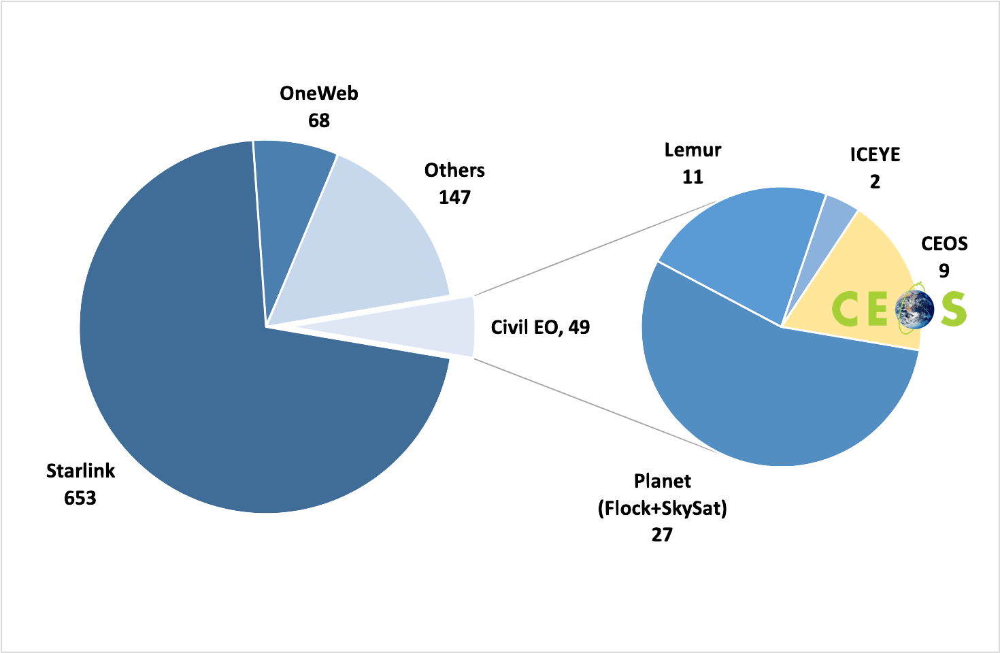 OneWeb
68
Others
147
Civil EO, 49
Starlink
653
Lemur
11
ICEYE
2
CEOS
9
CEOS
Planet
(Flock+SkySat)
27